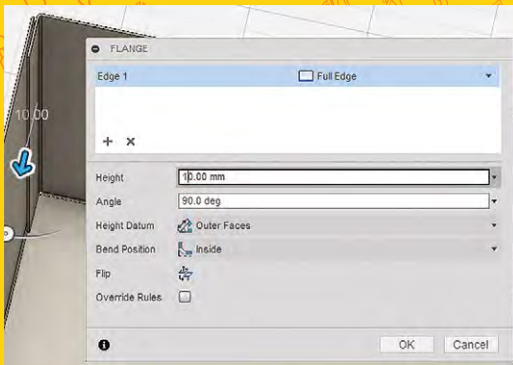 FLANGE
Edge 1 Full Edge
10.00
Height 10.00 mm
Angle 90.0 deg
Height Datum Outer Faces
Bend Position Inside
Flip
Override Rules
OK Cancel